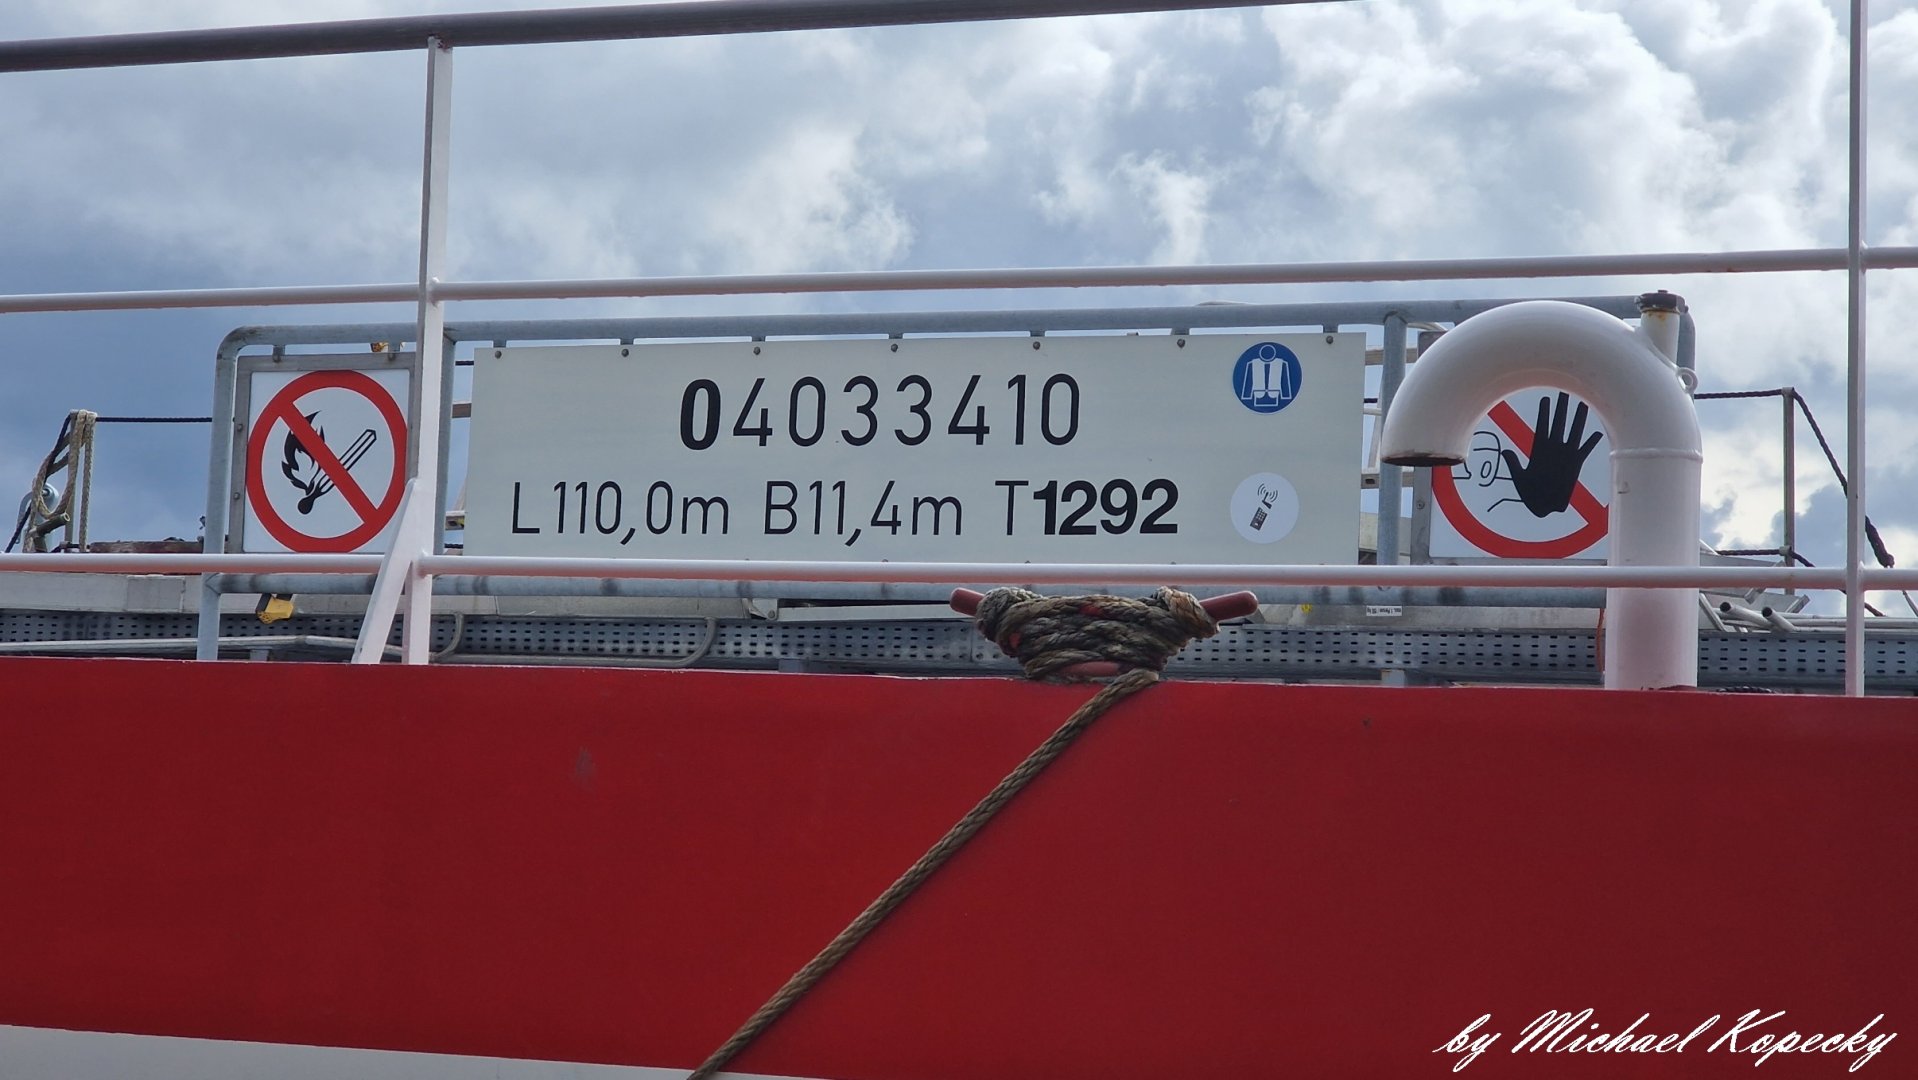 04033410
L110,0m B11,4m T1292
by Michael Kopecky